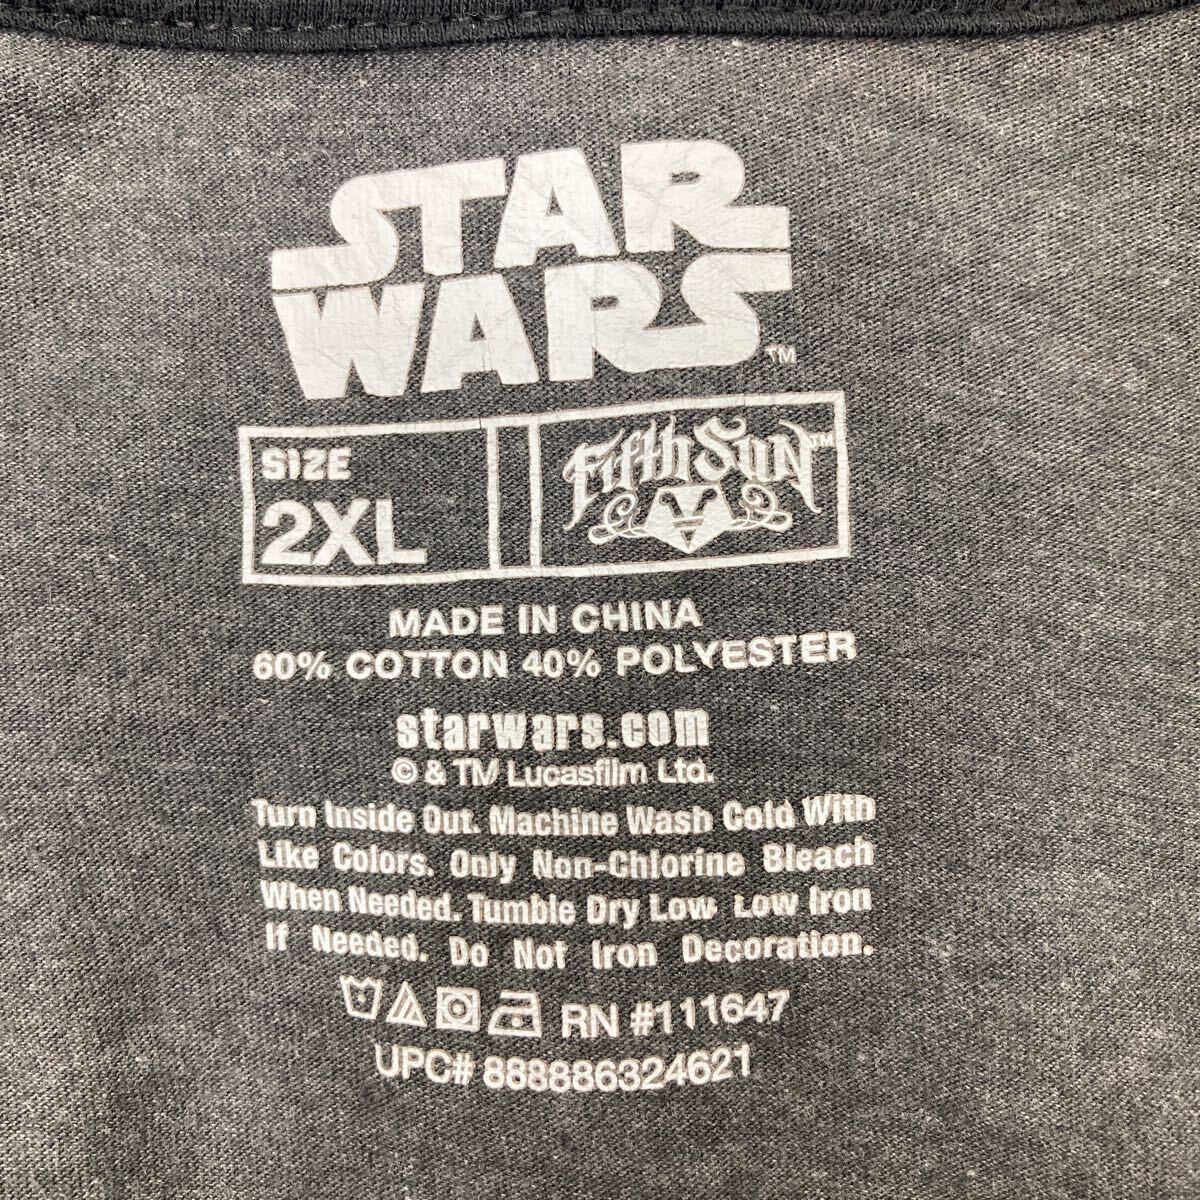 STAR
WARS
TM
SIZE
2XL
Fifth Sun TM
MADE IN CHINA
60% COTTON 40% POLYESTER
starwars.com
© & TM Lucasfilm Ltd.
Turn Inside Out. Machine Wash Cold With
Like Colors. Only Non-Chlorine Bleach
When Needed. Tumble Dry Low. Low Iron
If Needed. Do Not Iron Decoration.
RN #111647
UPC# 888886324621